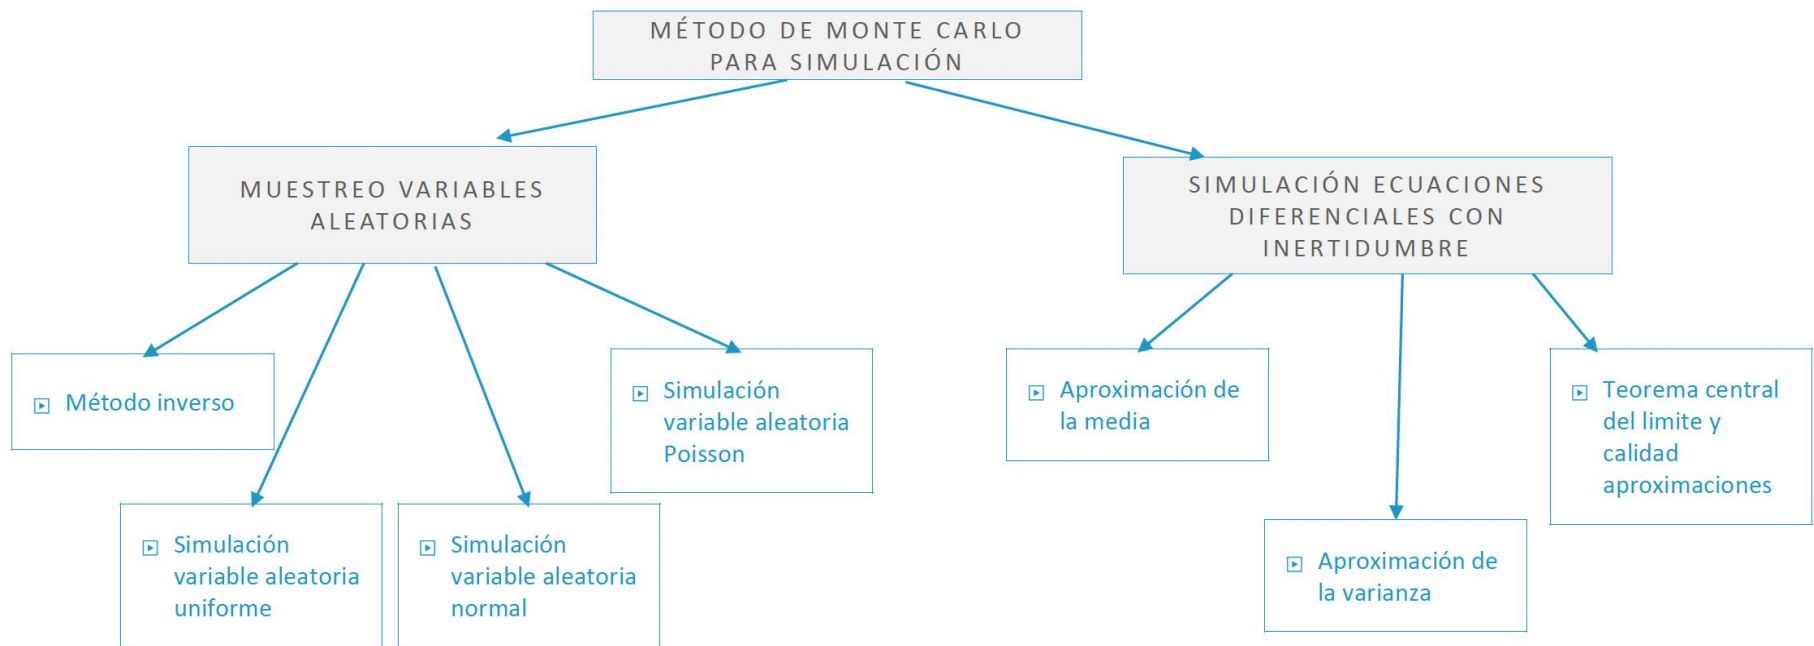 MÉTODO DE MONTE CARLO
PARA SIMULACIÓN
MUESTREO VARIABLES
ALEATORIAS
SIMULACIÓN ECUACIONES
DIFERENCIALES CON
INERTIDUMBRE
Método inverso
Simulación
variable aleatoria
uniforme
Simulación
variable aleatoria
normal
Simulación
variable aleatoria
Poisson
Aproximación de
la media
Aproximación de
la varianza
Teorema central
del limite y
calidad
aproximaciones